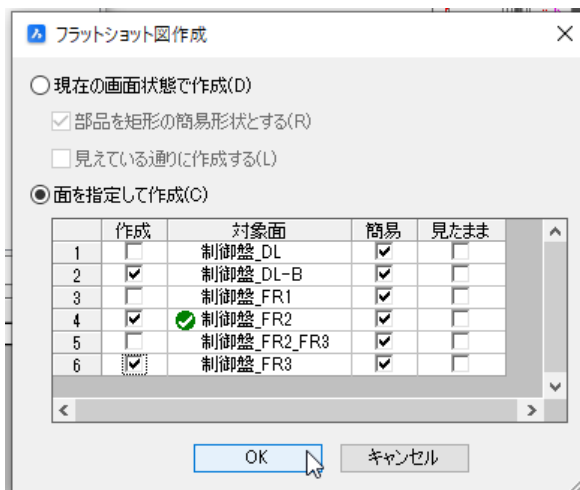 フラットショット図作成
現在の画面状態で作成(D)
部品を矩形の簡易形状とする(R)
見えている通りに作成する(L)
面を指定して作成(C)
作成 対象面 簡易 見たまま
1 制御盤_DL
2 制御盤_DL-B
3 制御盤_FR1
4 制御盤_FR2
5 制御盤_FR2_FR3
6 制御盤_FR3
OK キャンセル